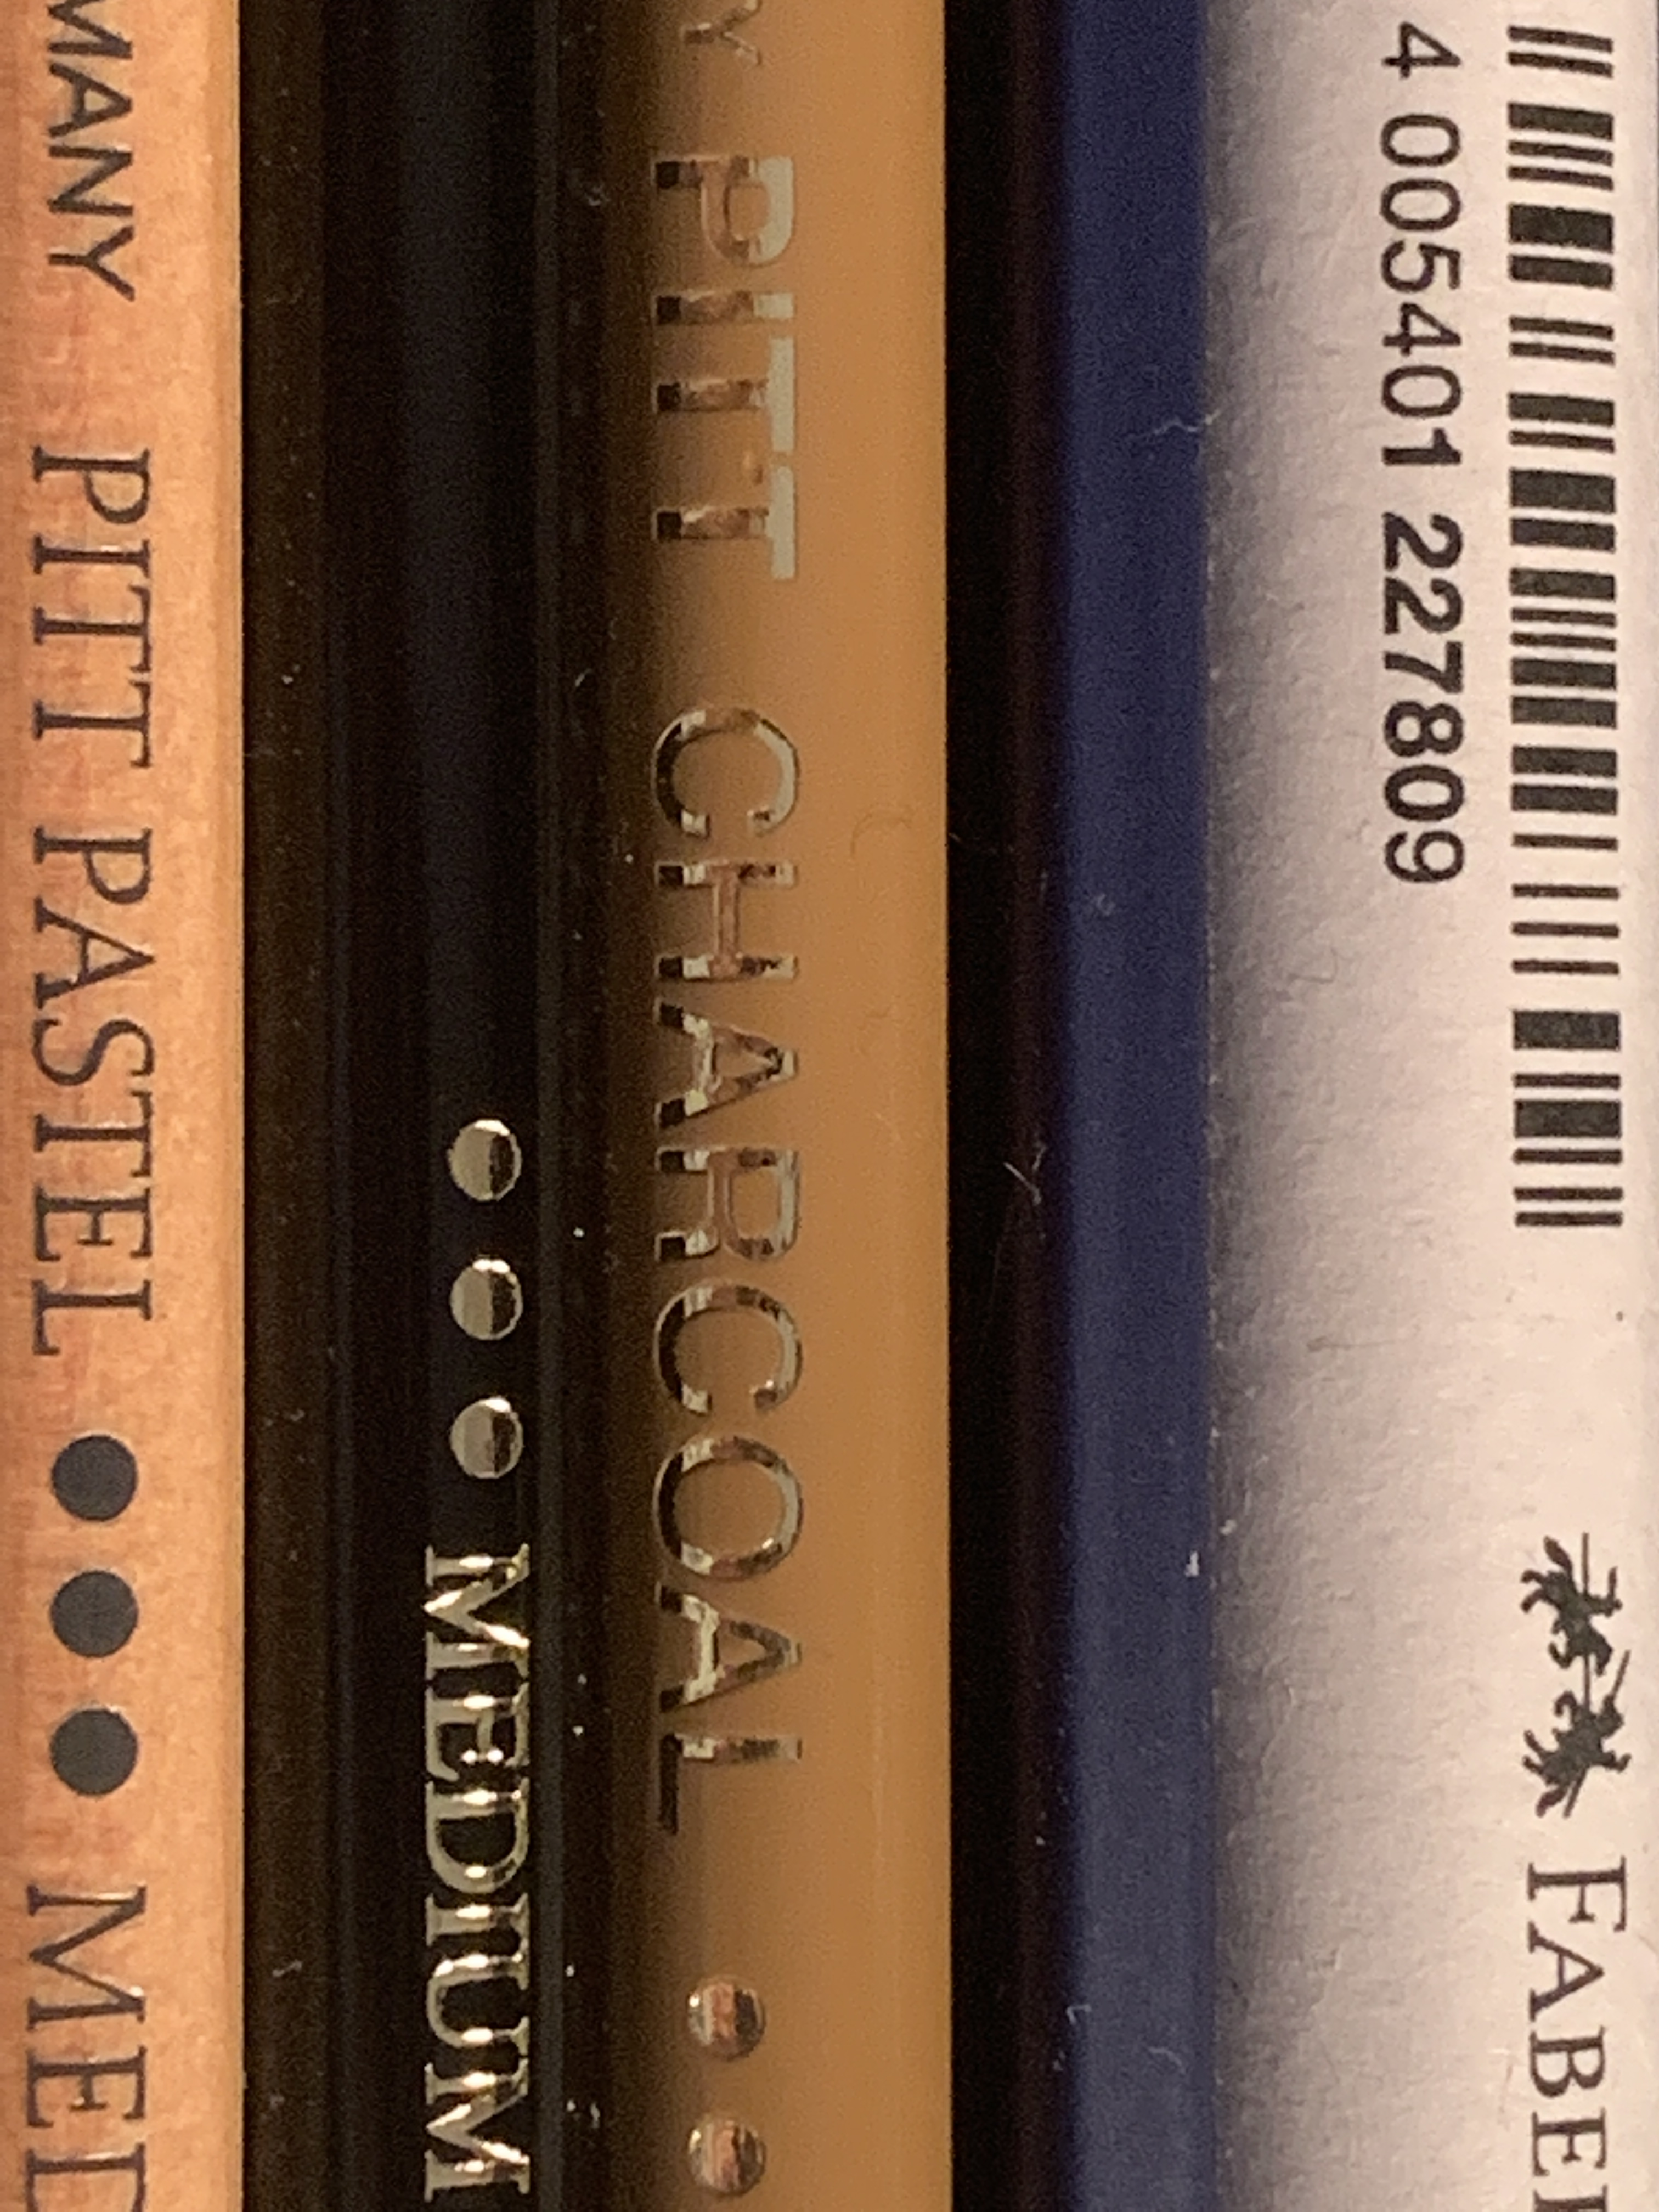 4 005401 227809
FABE
Y PITT CHARCOAL
MEDIUM
MANY PITT PASTEL MED